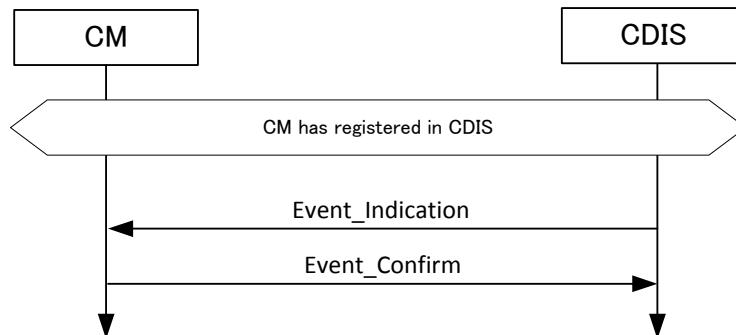 CM
CDIS
CM has registered in CDIS
Event_Indication
Event_Confirm